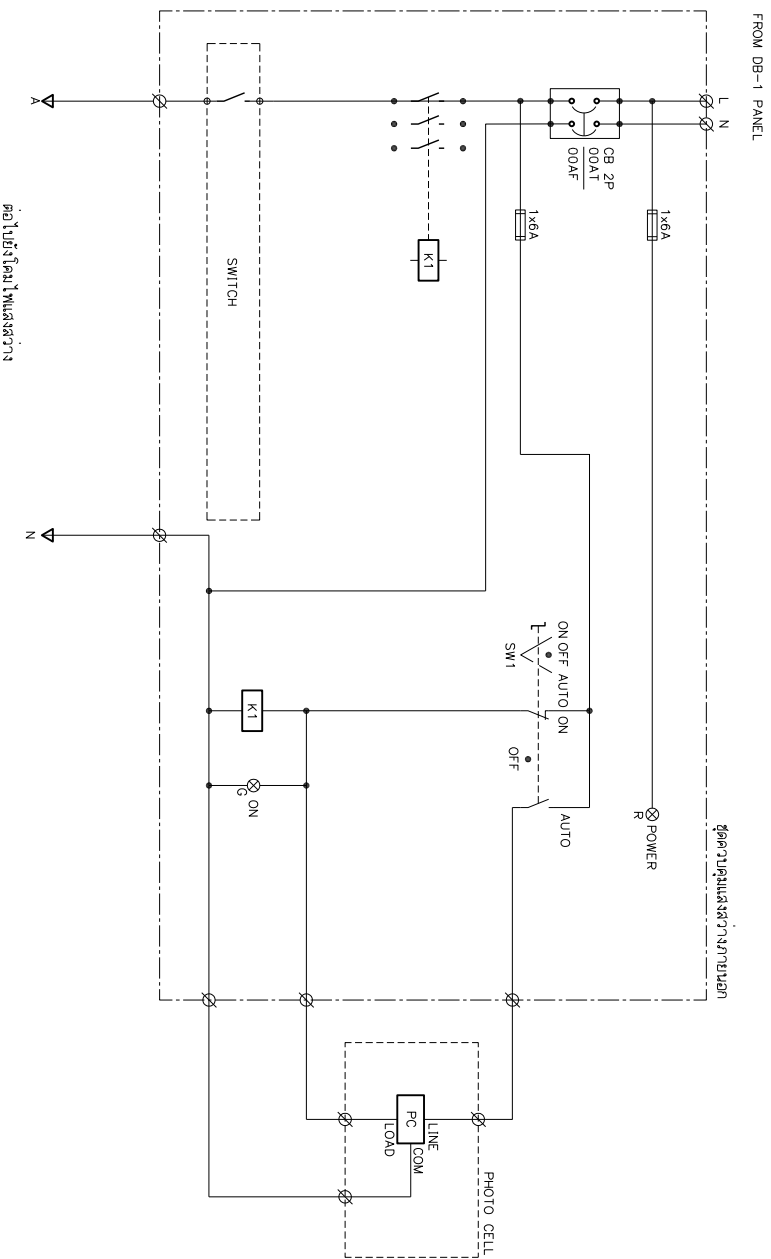 FROM DB-1 PANEL
L
N
ชุดควบคุมแสงสว่างภายนอก
1x6A
R
POWER
CB 2P
00AT
00AF
1x6A
ON
OFF
AUTO
SW1
ON
OFF
AUTO
K1
SWITCH
K1
ON
G
PHOTO CELL
LINE
PC
COM
LOAD
A
N
ต่อไปยังโคมไฟแสงสว่าง